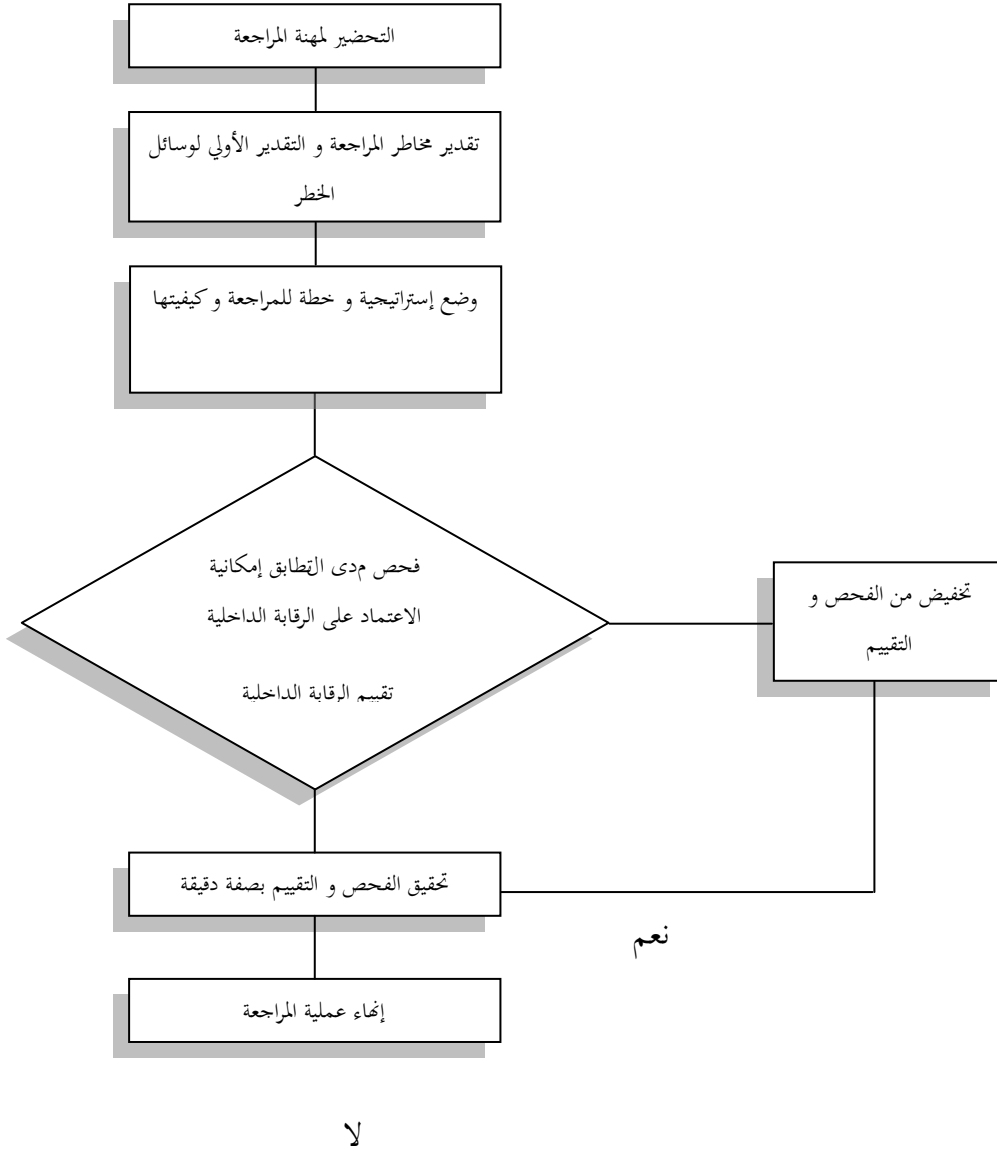 التحضير لمهنة المراجعة
تقدير مخاطر المراجعة و التقدير الأولي لوسائل
الخطر
وضع إستراتيجية و خطة للمراجعة و كيفيتها
فحص مدى التطابق إمكانية
الاعتماد على الرقابة الداخلية
تقييم الرقابة الداخلية
تخفيض من الفحص و
التقييم
تحقيق الفحص و التقييم بصفة دقيقة
نعم
إنهاء عملية المراجعة
لا